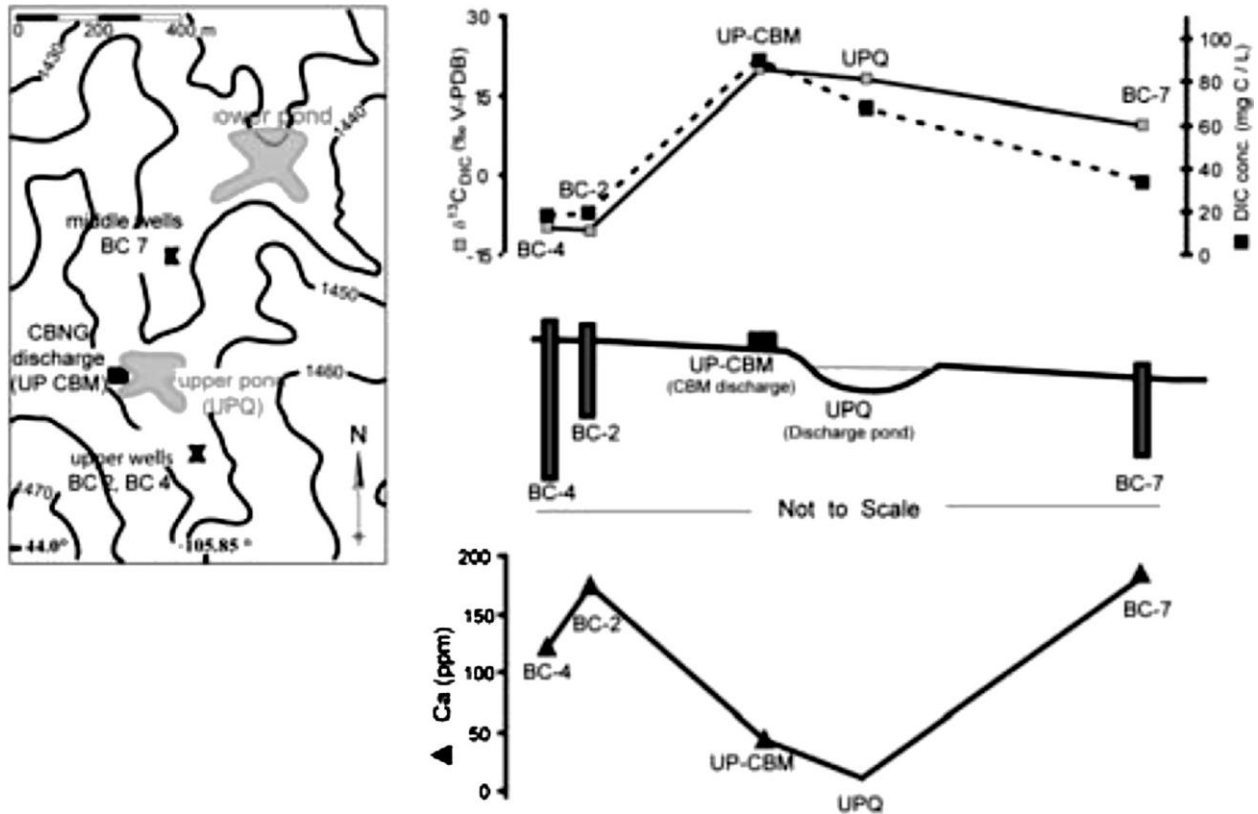 0 200 400 m
1430
lower pond
1440
middle wells
BC 7
1450
CBNG
discharge
(UP CBM)
upper pond
(UPQ)
1460
N
upper wells
BC 2, BC 4
1470
44.0°
-105.85 °
δ13CDIC (‰ V-PDB)
30
15
0
-15
BC-4
BC-2
UP-CBM
UPQ
BC-7
100
80
60
40
20
0
DIC conc. (mg C / L)
BC-4
BC-2
UP-CBM
(CBM discharge)
UPQ
(Discharge pond)
BC-7
Not to Scale
Ca (ppm)
200
150
100
50
0
BC-4
BC-2
UP-CBM
UPQ
BC-7